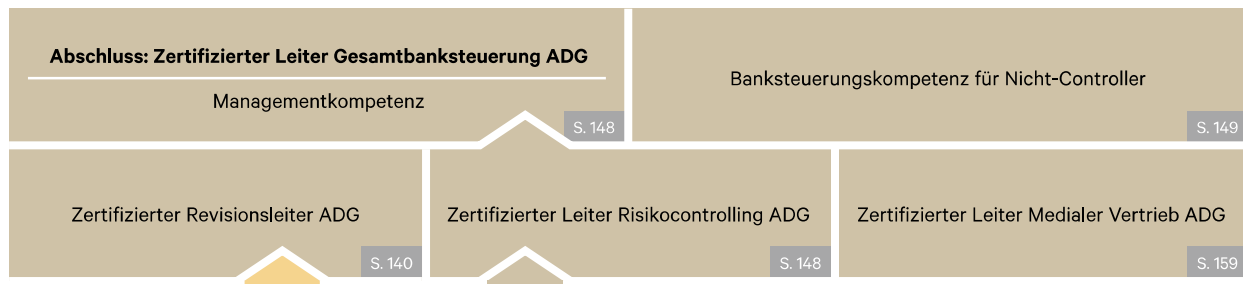 Abschluss: Zertifizierter Leiter Gesamtbanksteuerung ADG
Managementkompetenz
S. 148
Banksteuerungskompetenz für Nicht-Controller
S. 149
Zertifizierter Revisionsleiter ADG
S. 140
Zertifizierter Leiter Risikocontrolling ADG
S. 148
Zertifizierter Leiter Medialer Vertrieb ADG
S. 159